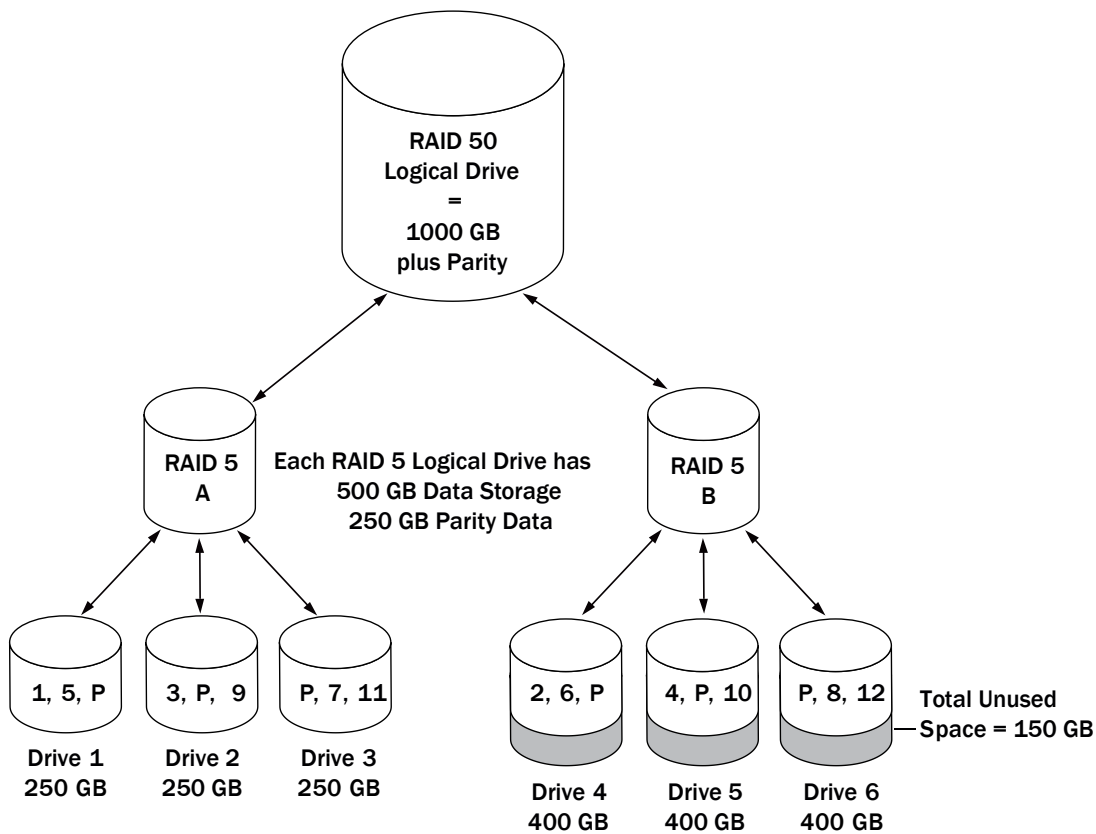 RAID 50
Logical Drive
=
1000 GB
plus Parity
RAID 5
A
Each RAID 5 Logical Drive has
500 GB Data Storage
250 GB Parity Data
RAID 5
B
1, 5, P
3, P, 9
P, 7, 11
2, 6, P
4, P, 10
P, 8, 12
Total Unused
Space = 150 GB
Drive 1
250 GB
Drive 2
250 GB
Drive 3
250 GB
Drive 4
400 GB
Drive 5
400 GB
Drive 6
400 GB